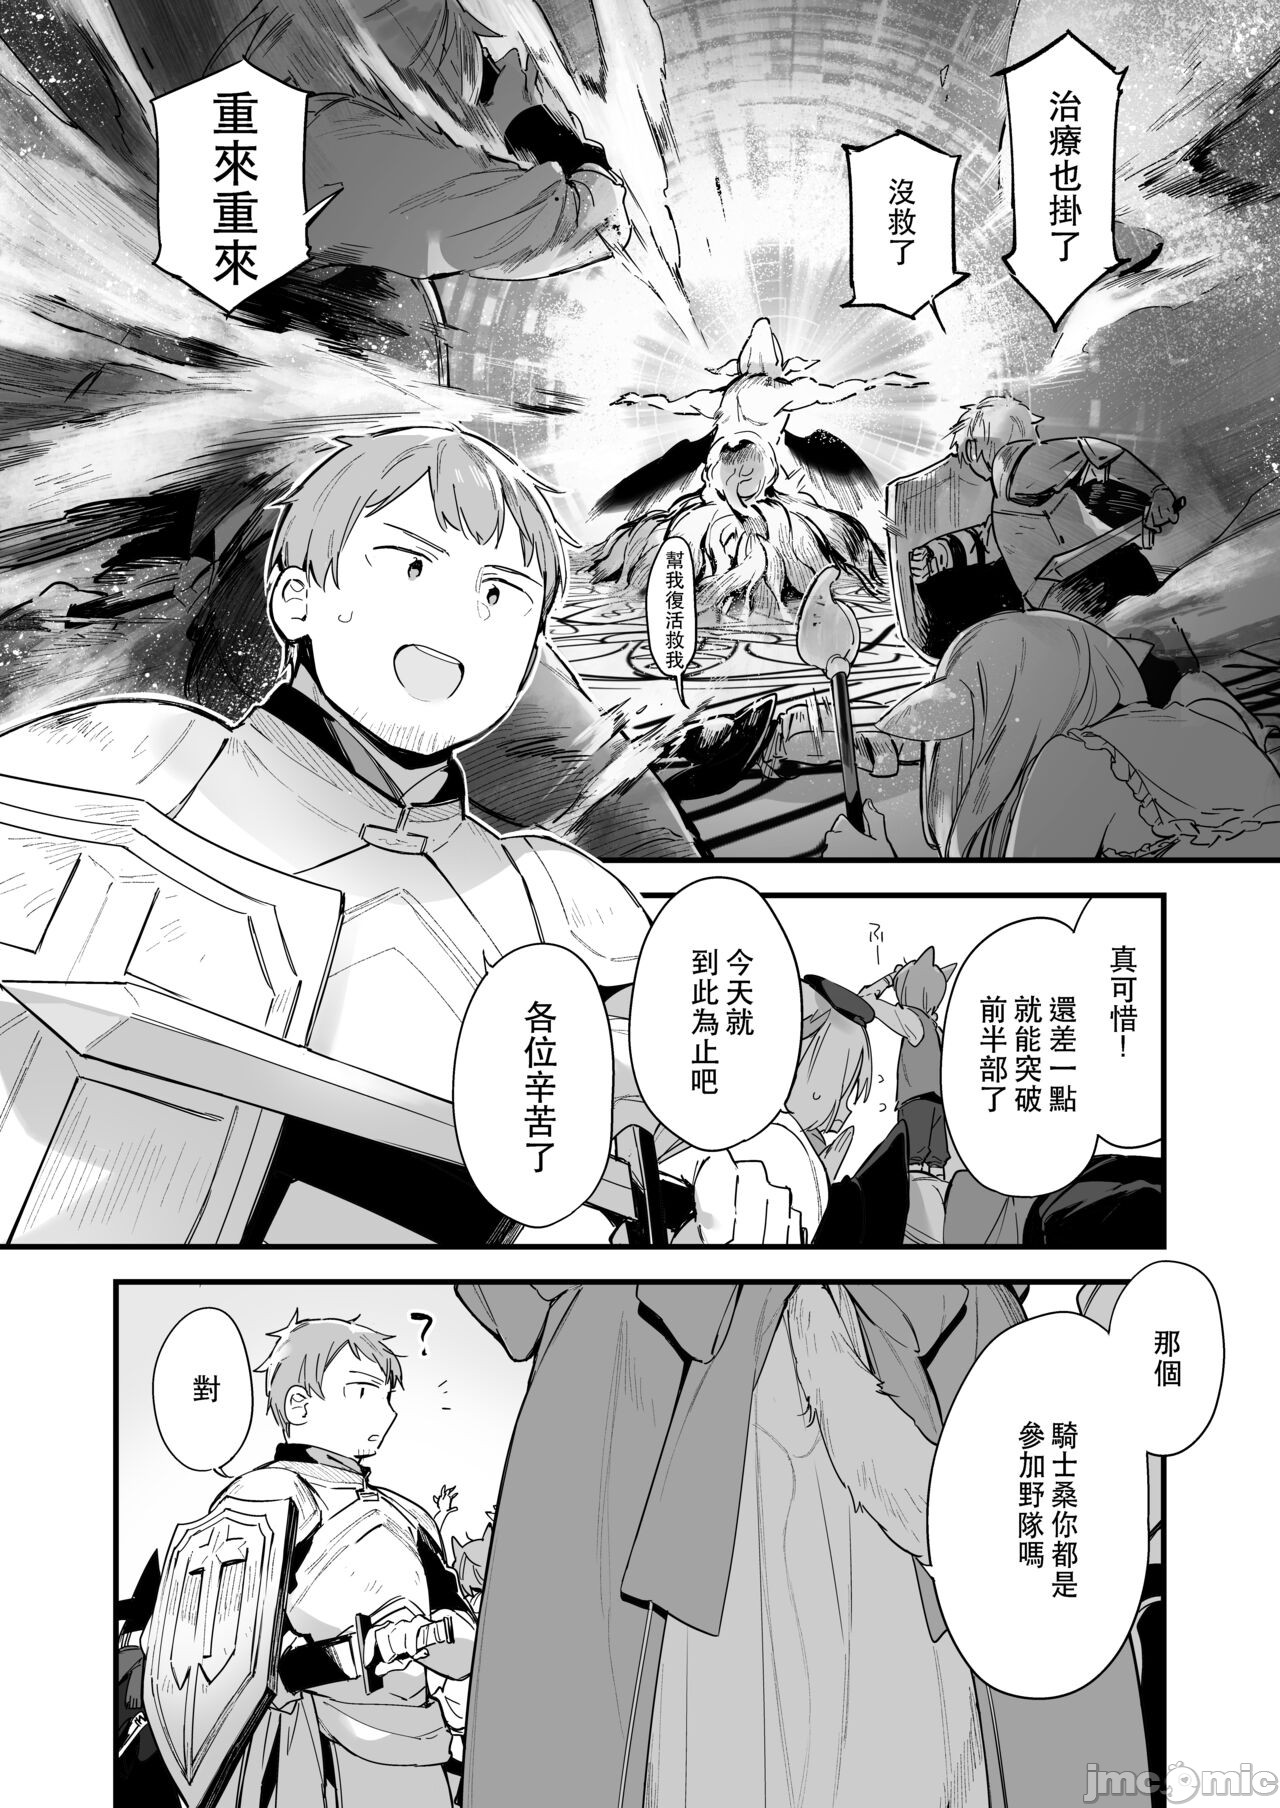 治療也掛了
沒救了
重來重來
幫我復活救我
真可惜！
還差一點
就能突破
前半部了
ふー
今天就
到此為止吧
各位辛苦了
那個
騎士桑你都是
參加野隊嗎
？
對
jmcomic